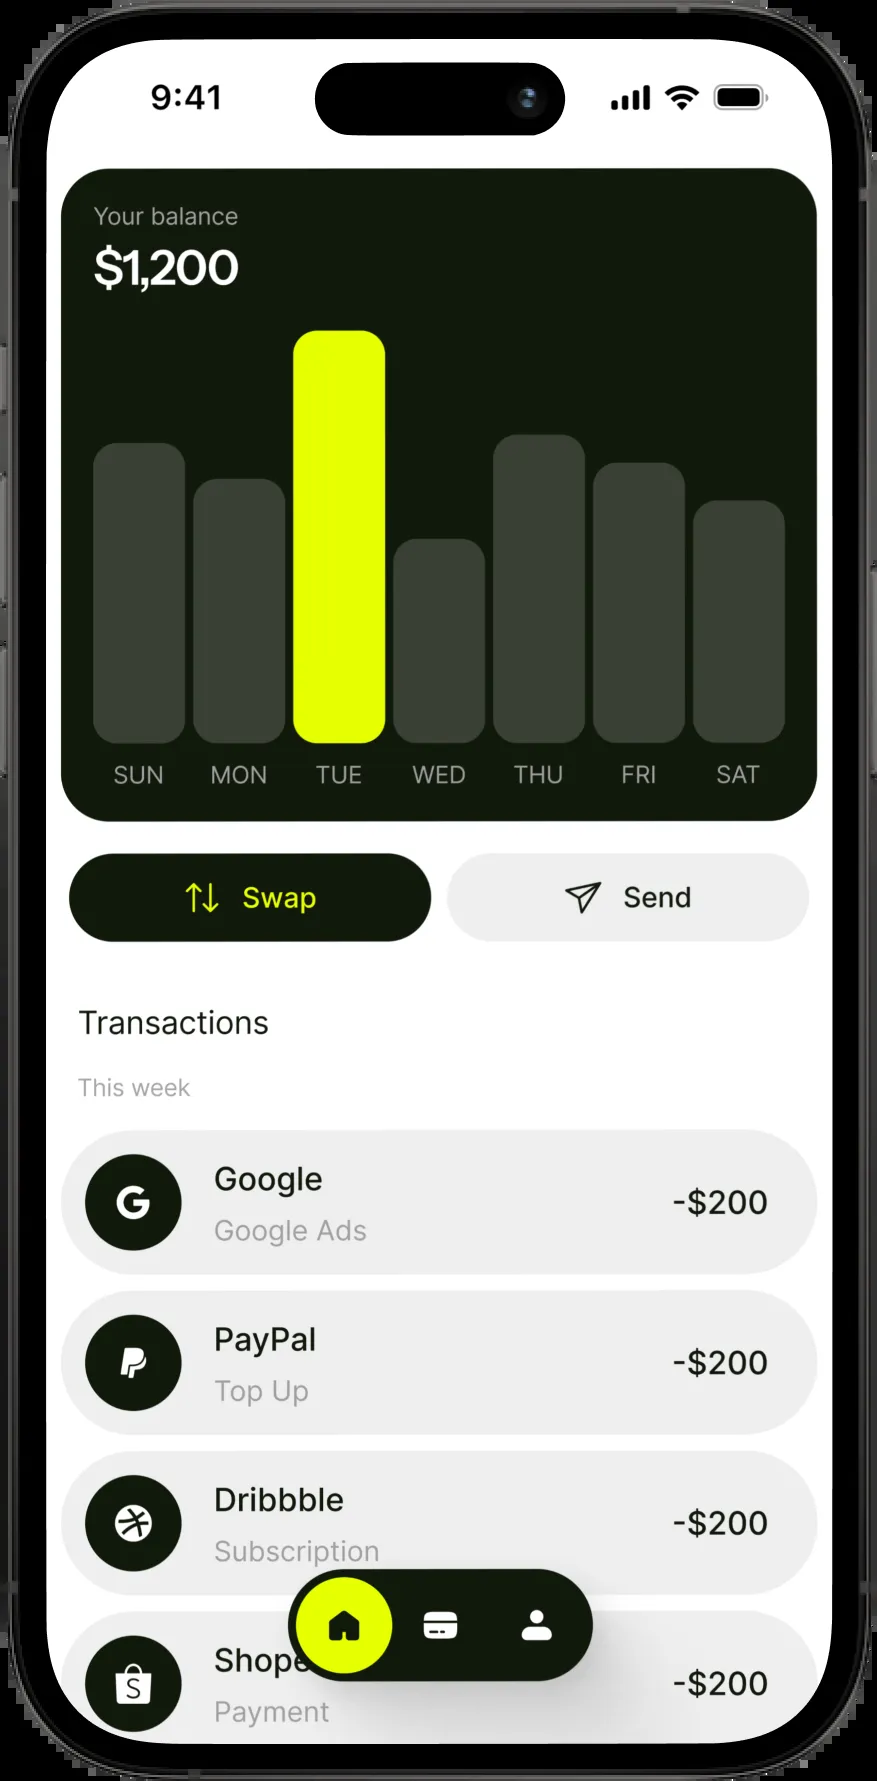 9:41
Your balance
$1,200
SUN MON TUE WED THU FRI SAT
Swap Send
Transactions
This week
Google
-$200
Google Ads
PayPal
-$200
Top Up
Dribbble
-$200
Subscription
Shope
-$200
Payment